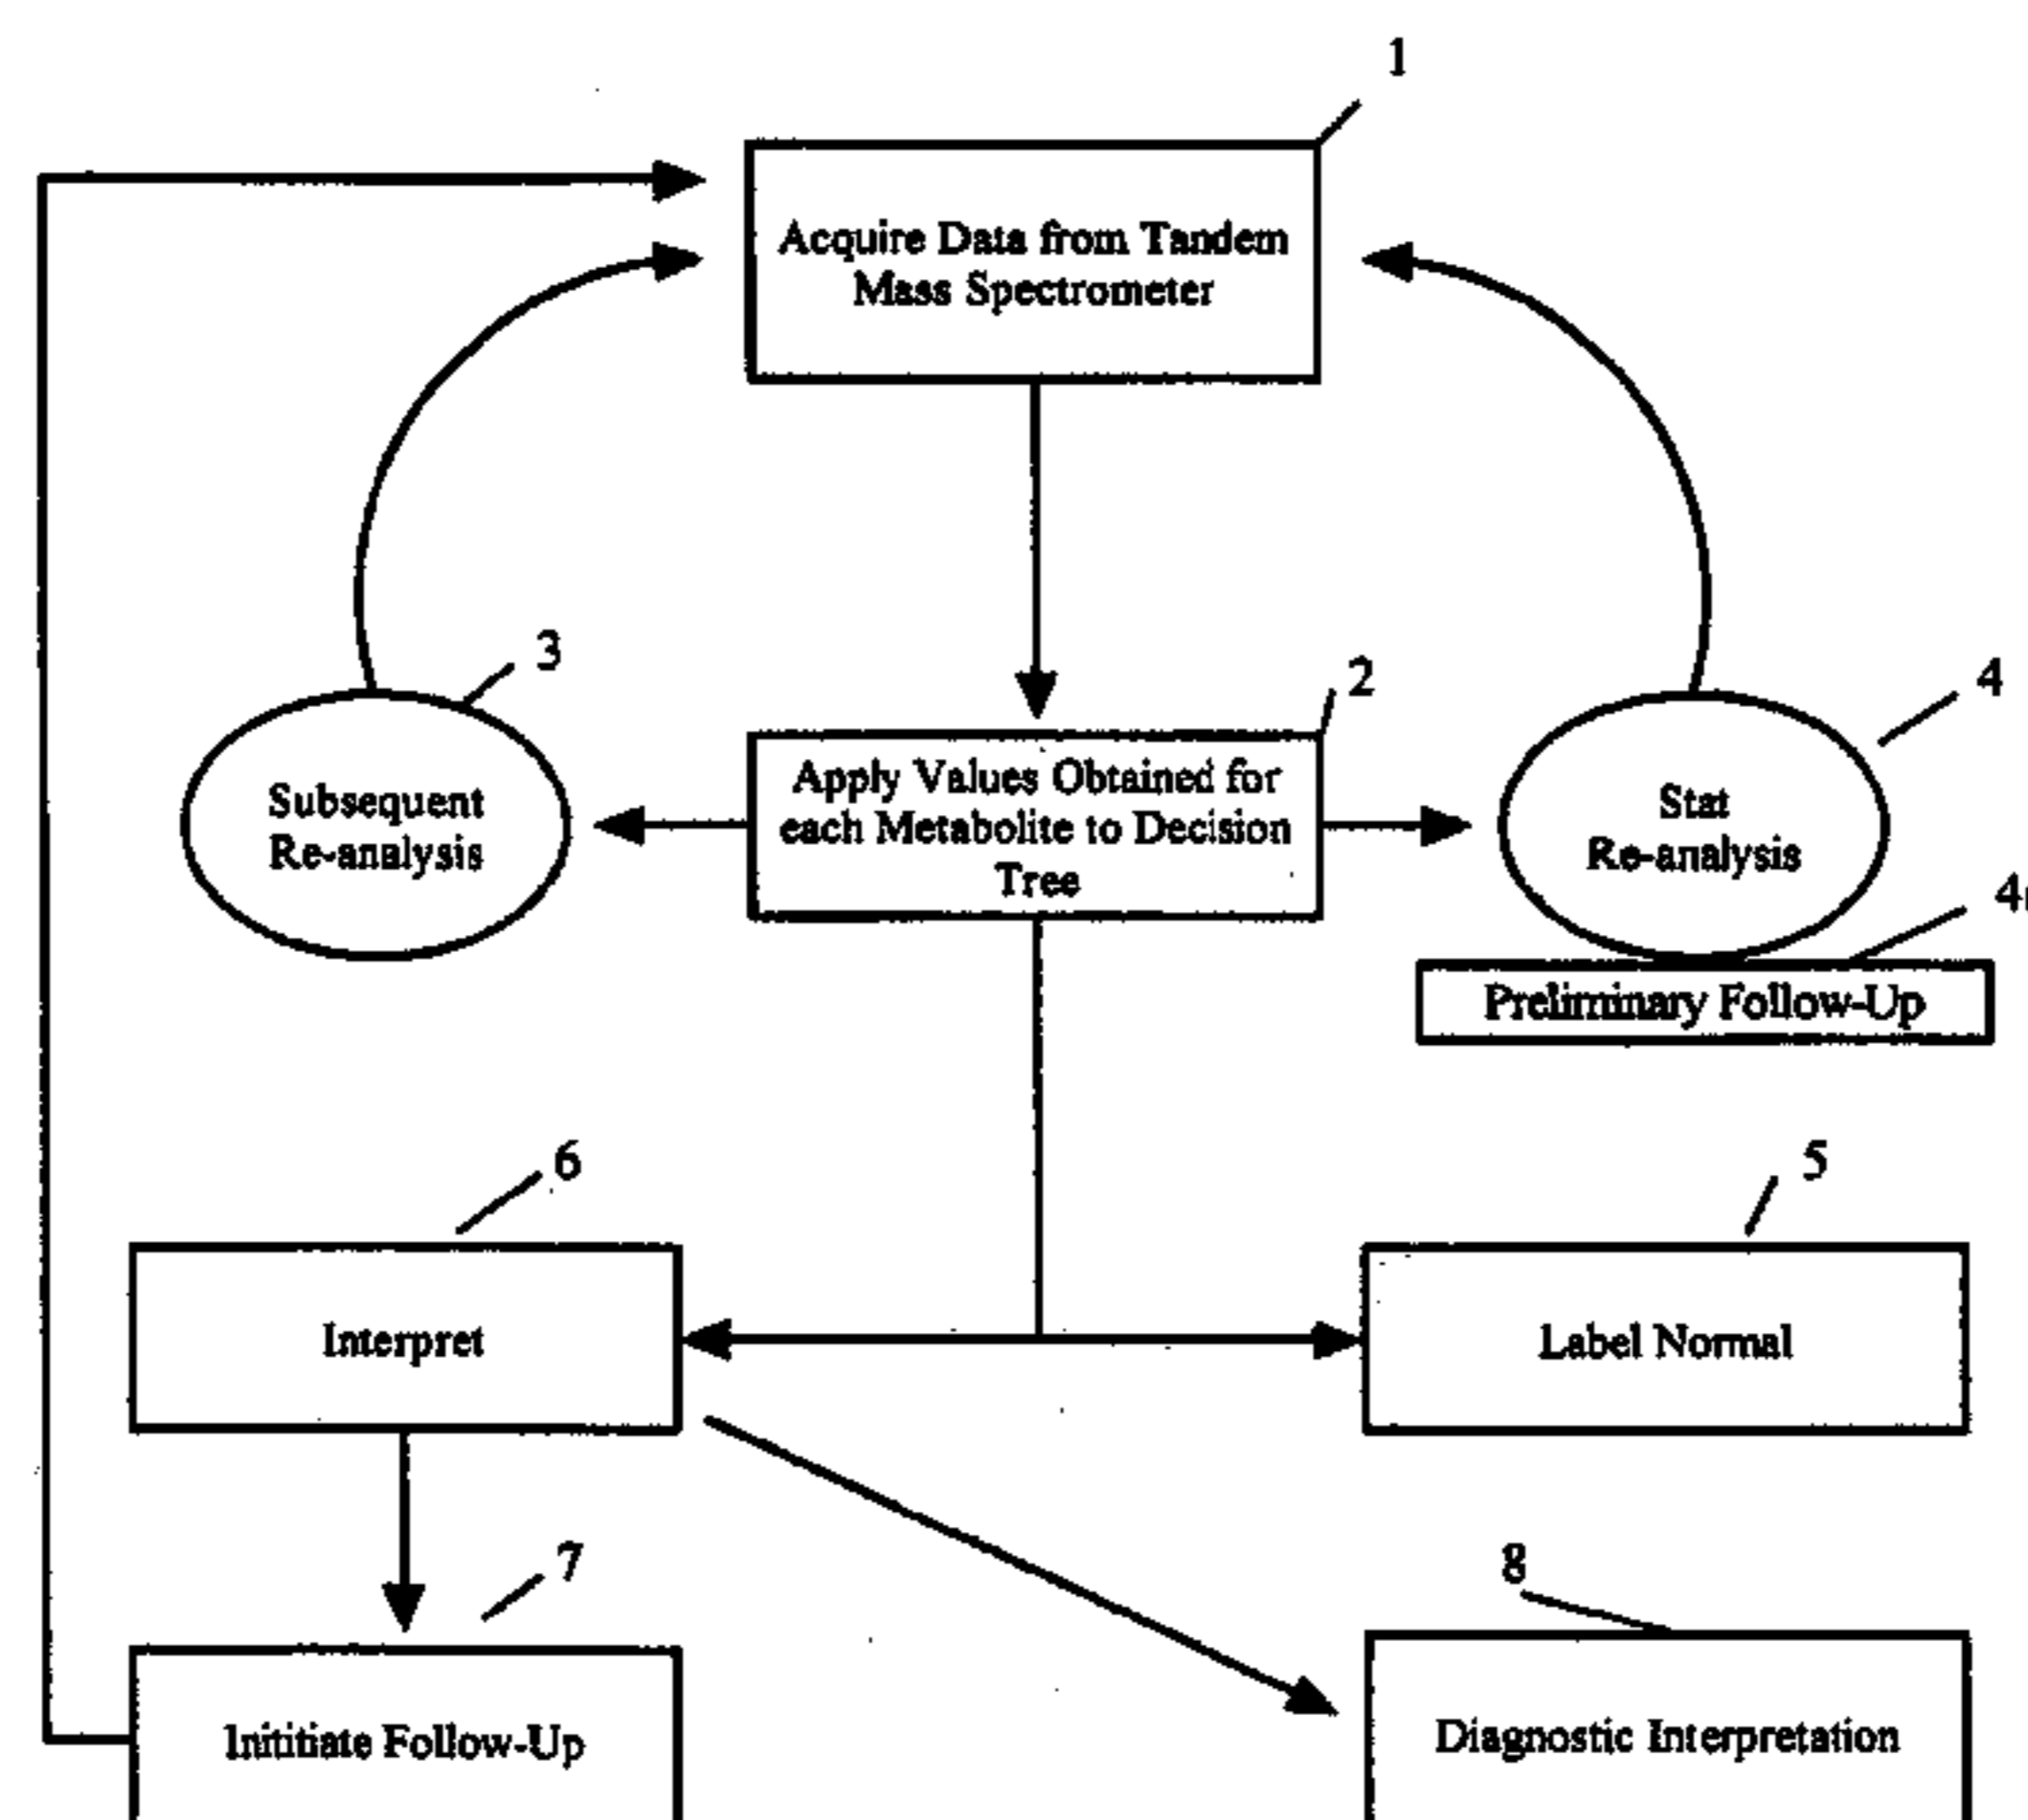 1
Acquire Data from Tandem
Mass Spectrometer
3
2
4
Subsequent
Re-analysis
Apply Values Obtained for
each Metabolite to Decision
Tree
Stat
Re-analysis
Preliminary Follow-Up
6
5
Interpret
Label Normal
7
8
Inititiate Follow-Up
Diagnostic Interpretation